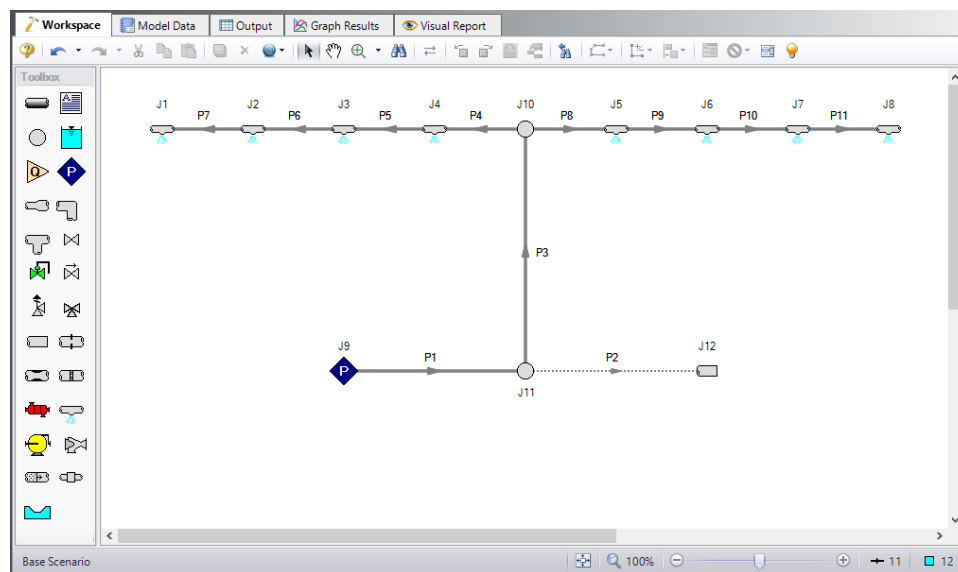 Workspace Model Data Output Graph Results Visual Report
Toolbox
A
Q P
J1 J2 J3 J4 J10 J5 J6 J7 J8
P7 P6 P5 P4 P8 P9 P10 P11
P3
J9 J12
P1 P2
P
J11
Base Scenario 100% 11 12